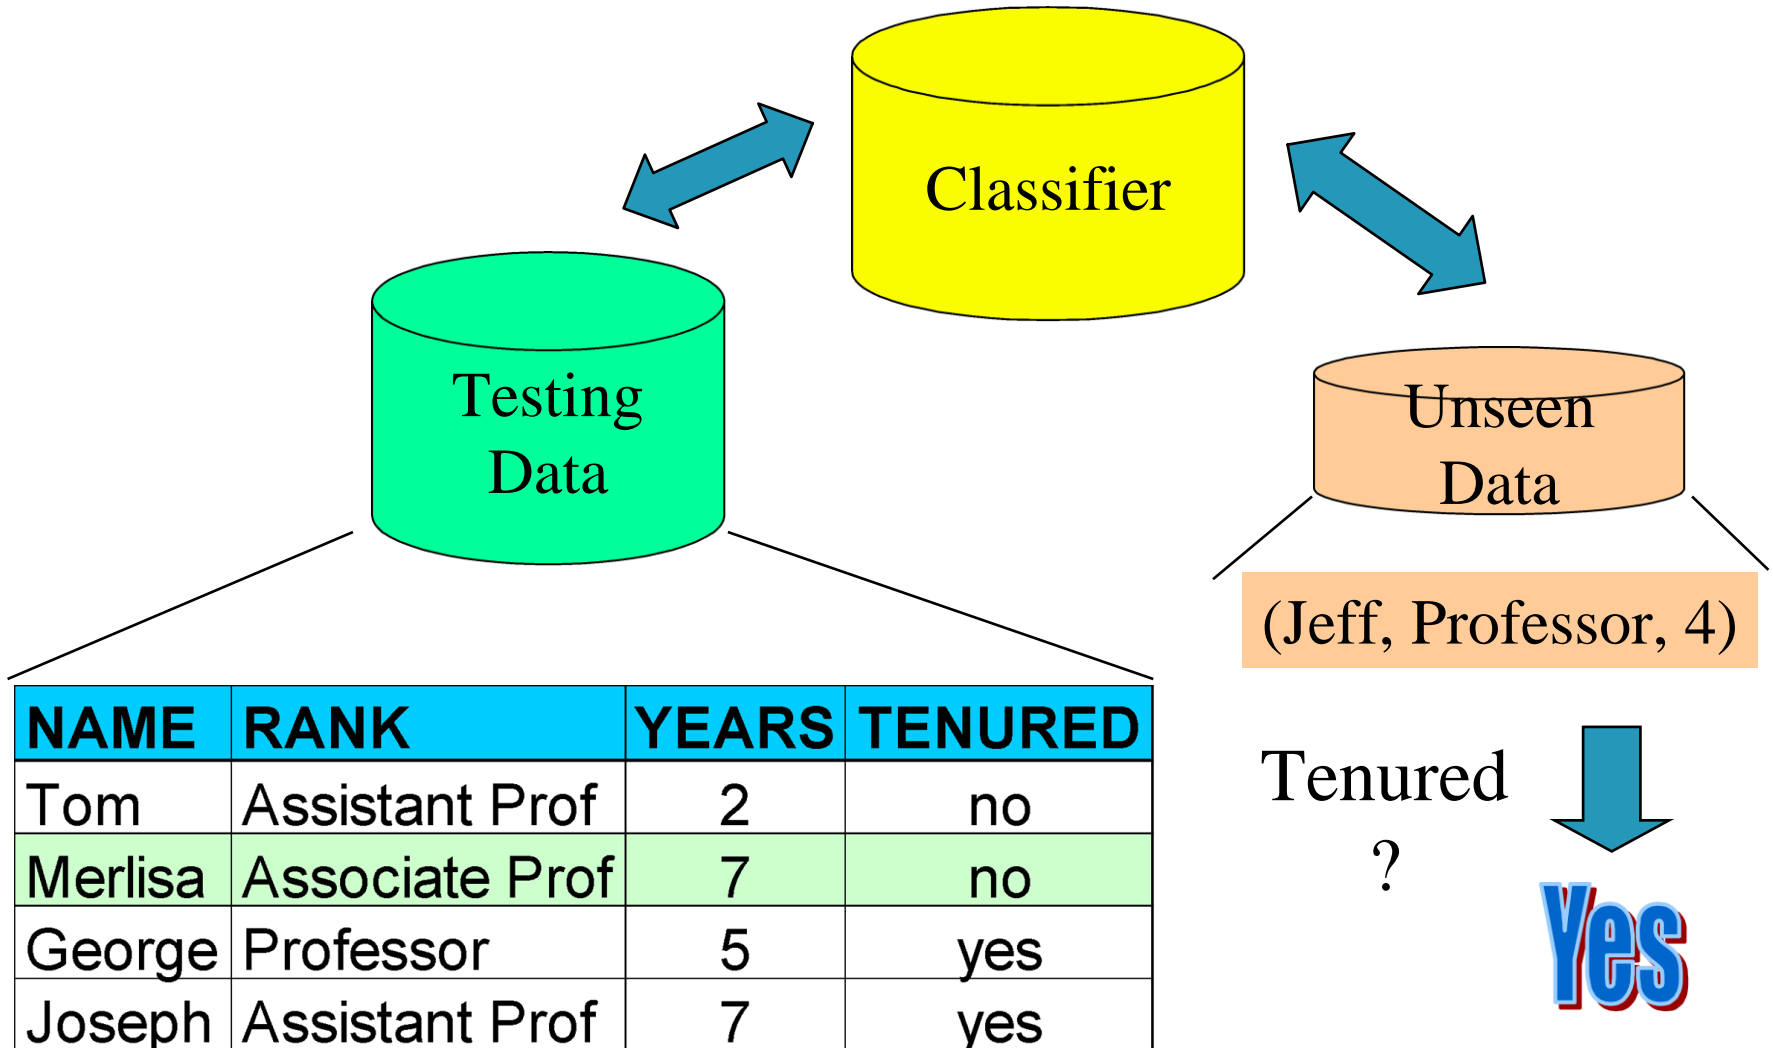 Classifier
Testing
Data
Unseen
Data
(Jeff, Professor, 4)
NAME RANK YEARS TENURED
Tom Assistant Prof 2 no
Merlisa Associate Prof 7 no
George Professor 5 yes
Joseph Assistant Prof 7 yes
Tenured
?
Yes